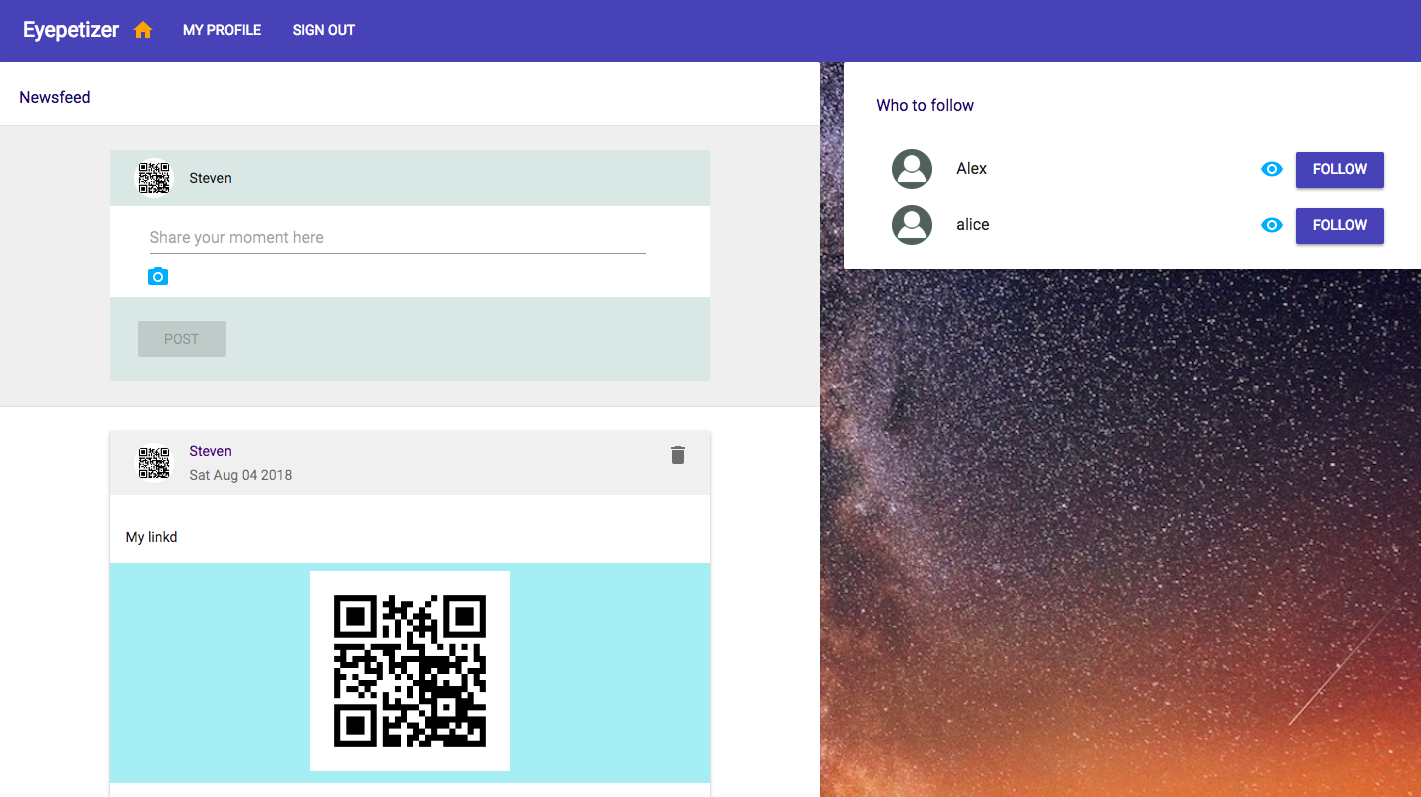 Eyepetizer MY PROFILE SIGN OUT
Newsfeed
Steven
Share your moment here
POST
Steven
Sat Aug 04 2018
My linkd
Who to follow
Alex FOLLOW
alice FOLLOW